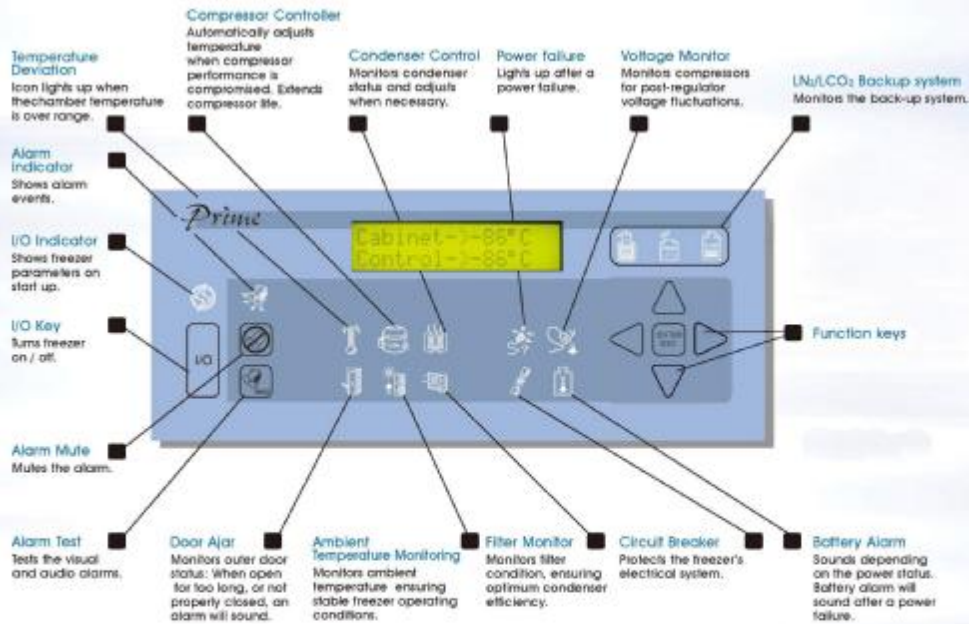 Compressor Controller
Automatically adjusts
temperature
when compressor
performance is
compromised. Extends
compressor life.
Temperature
Deviation
Icon lights up when
thechamber temperature
is over range.
Condenser Control
Monitors condenser
status and adjusts
when necessary.
Power failure
Lights up after a
power failure.
Voltage Monitor
Monitors compressors
for post-regulator
voltage fluctuations.
LN₂/LCO₂ Backup system
Monitors the back-up system.
Alarm
Indicator
Shows alarm
events.
I/O Indicator
Shows freezer
parameters on
start up.
I/O Key
Turns freezer
on / off.
Prime
Cabinet->-86°C
Control->-86°C
I/O
Function keys
Alarm Mute
Mutes the alarm.
Alarm Test
Tests the visual
and audio alarms.
Door Ajar
Monitors outer door
status: When open
for too long, or not
properly closed, an
alarm will sound.
Ambient
Temperature Monitoring
Monitors ambient
temperature ensuring
stable freezer operating
conditions.
Filter Monitor
Monitors filter
condition, ensuring
optimum condenser
efficiency.
Circuit Breaker
Protects the freezer's
electrical system.
Battery Alarm
Sounds depending
on the power status.
Battery alarm will
sound after a power
failure.